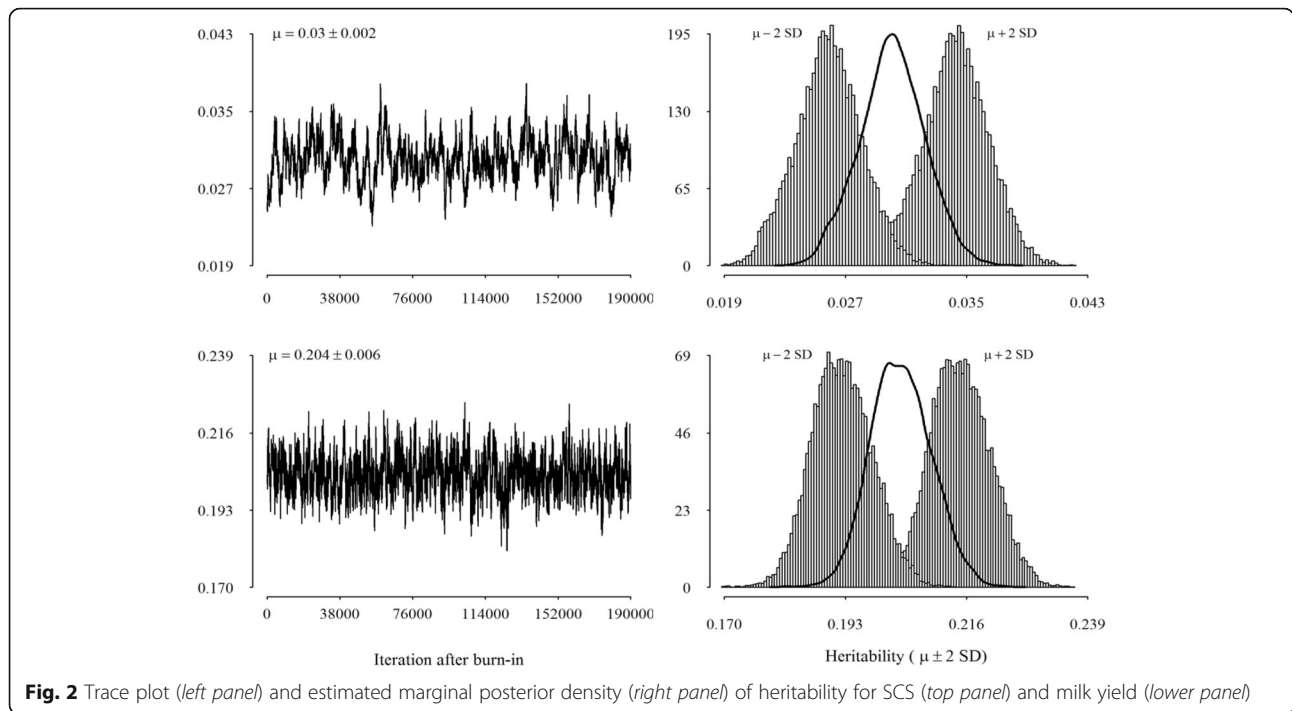 μ = 0.03 ± 0.002
0.043
0.035
0.027
0.019
0 38000 76000 114000 152000 190000
μ − 2 SD μ + 2 SD
195
130
65
0
0.019 0.027 0.035 0.043
μ = 0.204 ± 0.006
0.239
0.216
0.193
0.170
0 38000 76000 114000 152000 190000
Iteration after burn-in
μ − 2 SD μ + 2 SD
69
46
23
0
0.170 0.193 0.216 0.239
Heritability ( μ ± 2 SD)
Fig. 2 Trace plot (left panel) and estimated marginal posterior density (right panel) of heritability for SCS (top panel) and milk yield (lower panel)